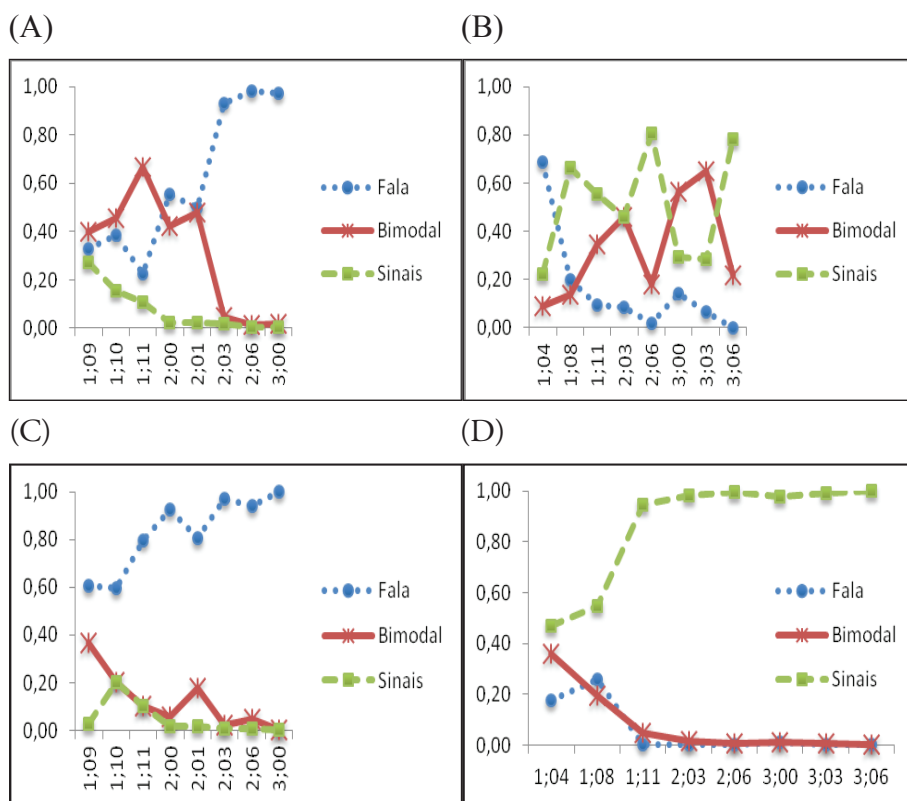 (A)
1,00
0,80
0,60
0,40
0,20
0,00
1;09
1;10
1;11
2;00
2;01
2;03
2;06
3;00
Fala
Bimodal
Sinais
(B)
1,00
0,80
0,60
0,40
0,20
0,00
1;04
1;08
1;11
2;03
2;06
3;00
3;03
3;06
Fala
Bimodal
Sinais
(C)
1,00
0,80
0,60
0,40
0,20
0,00
1;09
1;10
1;11
2;00
2;01
2;03
2;06
3;00
Fala
Bimodal
Sinais
(D)
1,00
0,80
0,60
0,40
0,20
0,00
1;04 1;08 1;11 2;03 2;06 3;00 3;03 3;06
Fala
Bimodal
Sinais